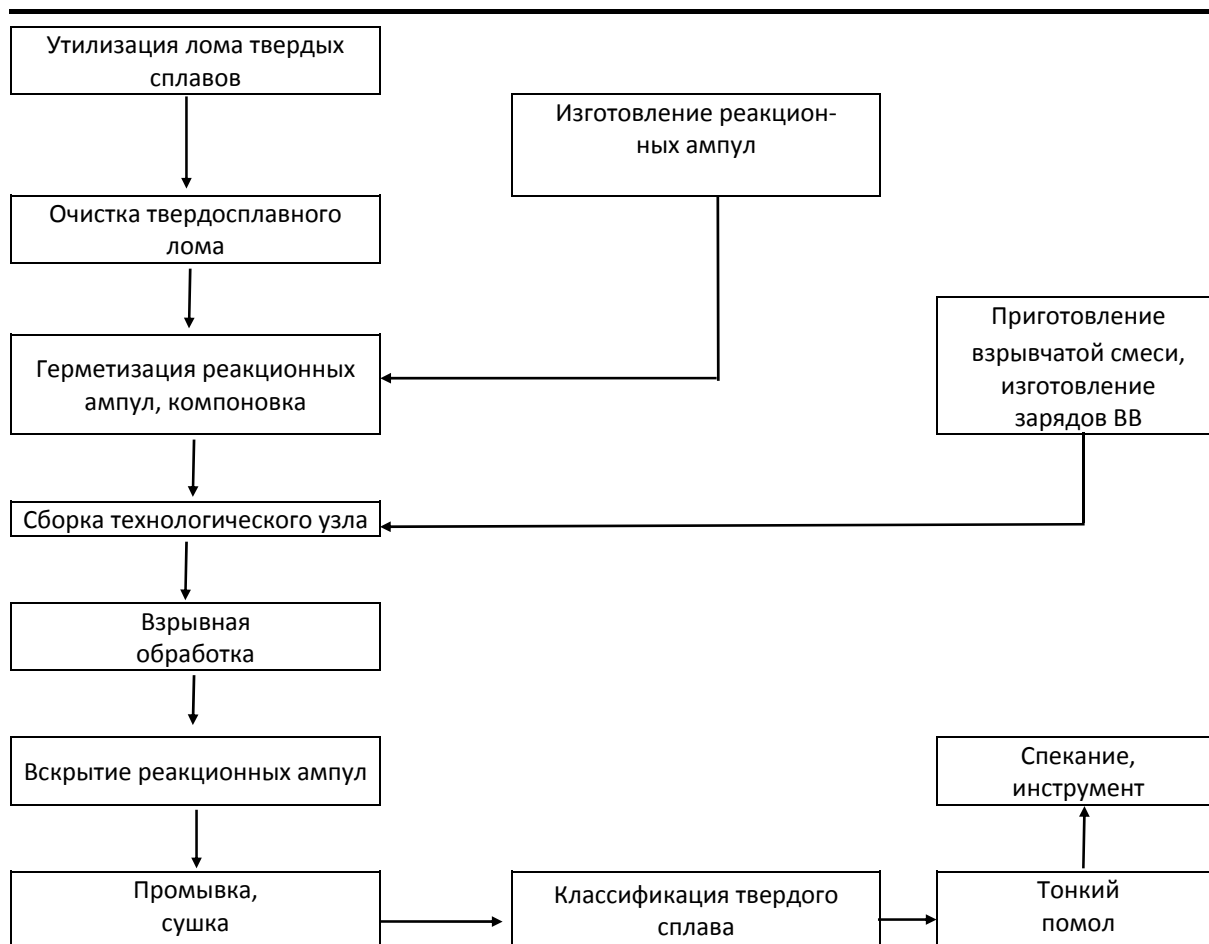 Утилизация лома твердых
сплавов
Изготовление реакцион-
ных ампул
Очистка твердосплавного
лома
Приготовление
взрывчатой смеси,
изготовление
зарядов ВВ
Герметизация реакционных
ампул, компоновка
Сборка технологического узла
Взрывная
обработка
Вскрытие реакционных ампул
Спекание,
инструмент
Промывка,
сушка
Классификация твердого
сплава
Тонкий
помол